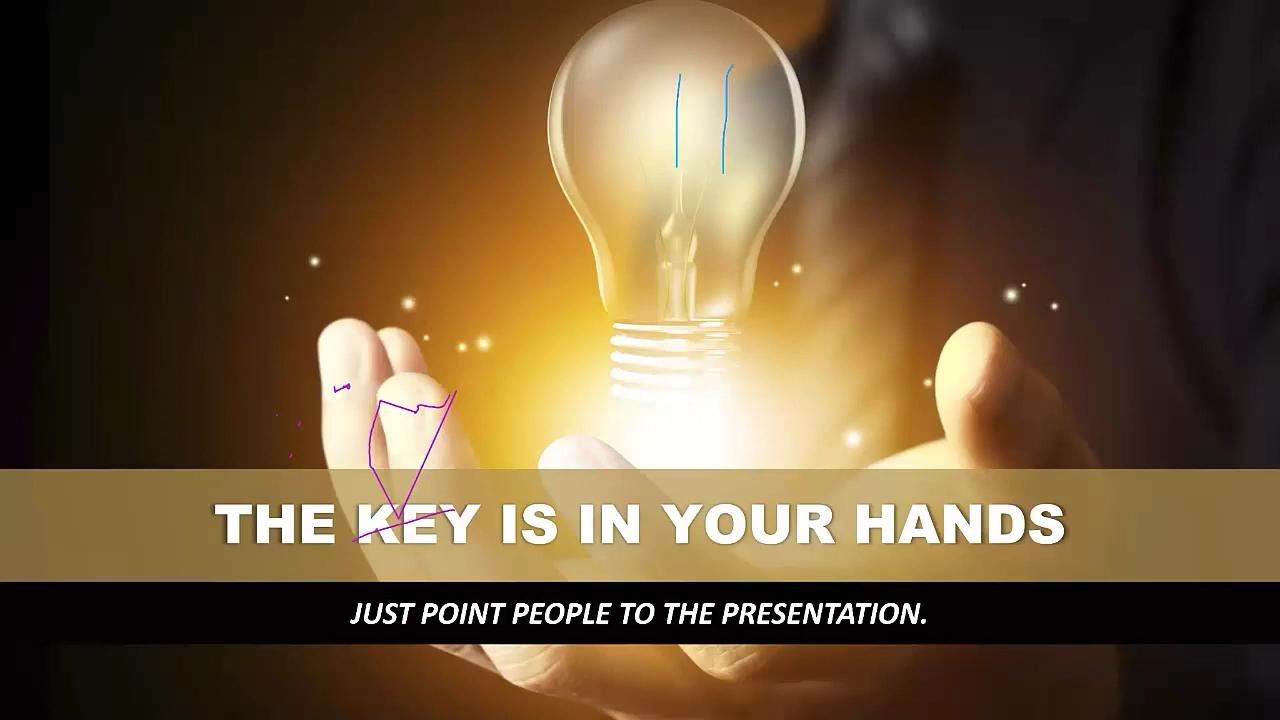 THE KEY IS IN YOUR HANDS
JUST POINT PEOPLE TO THE PRESENTATION.